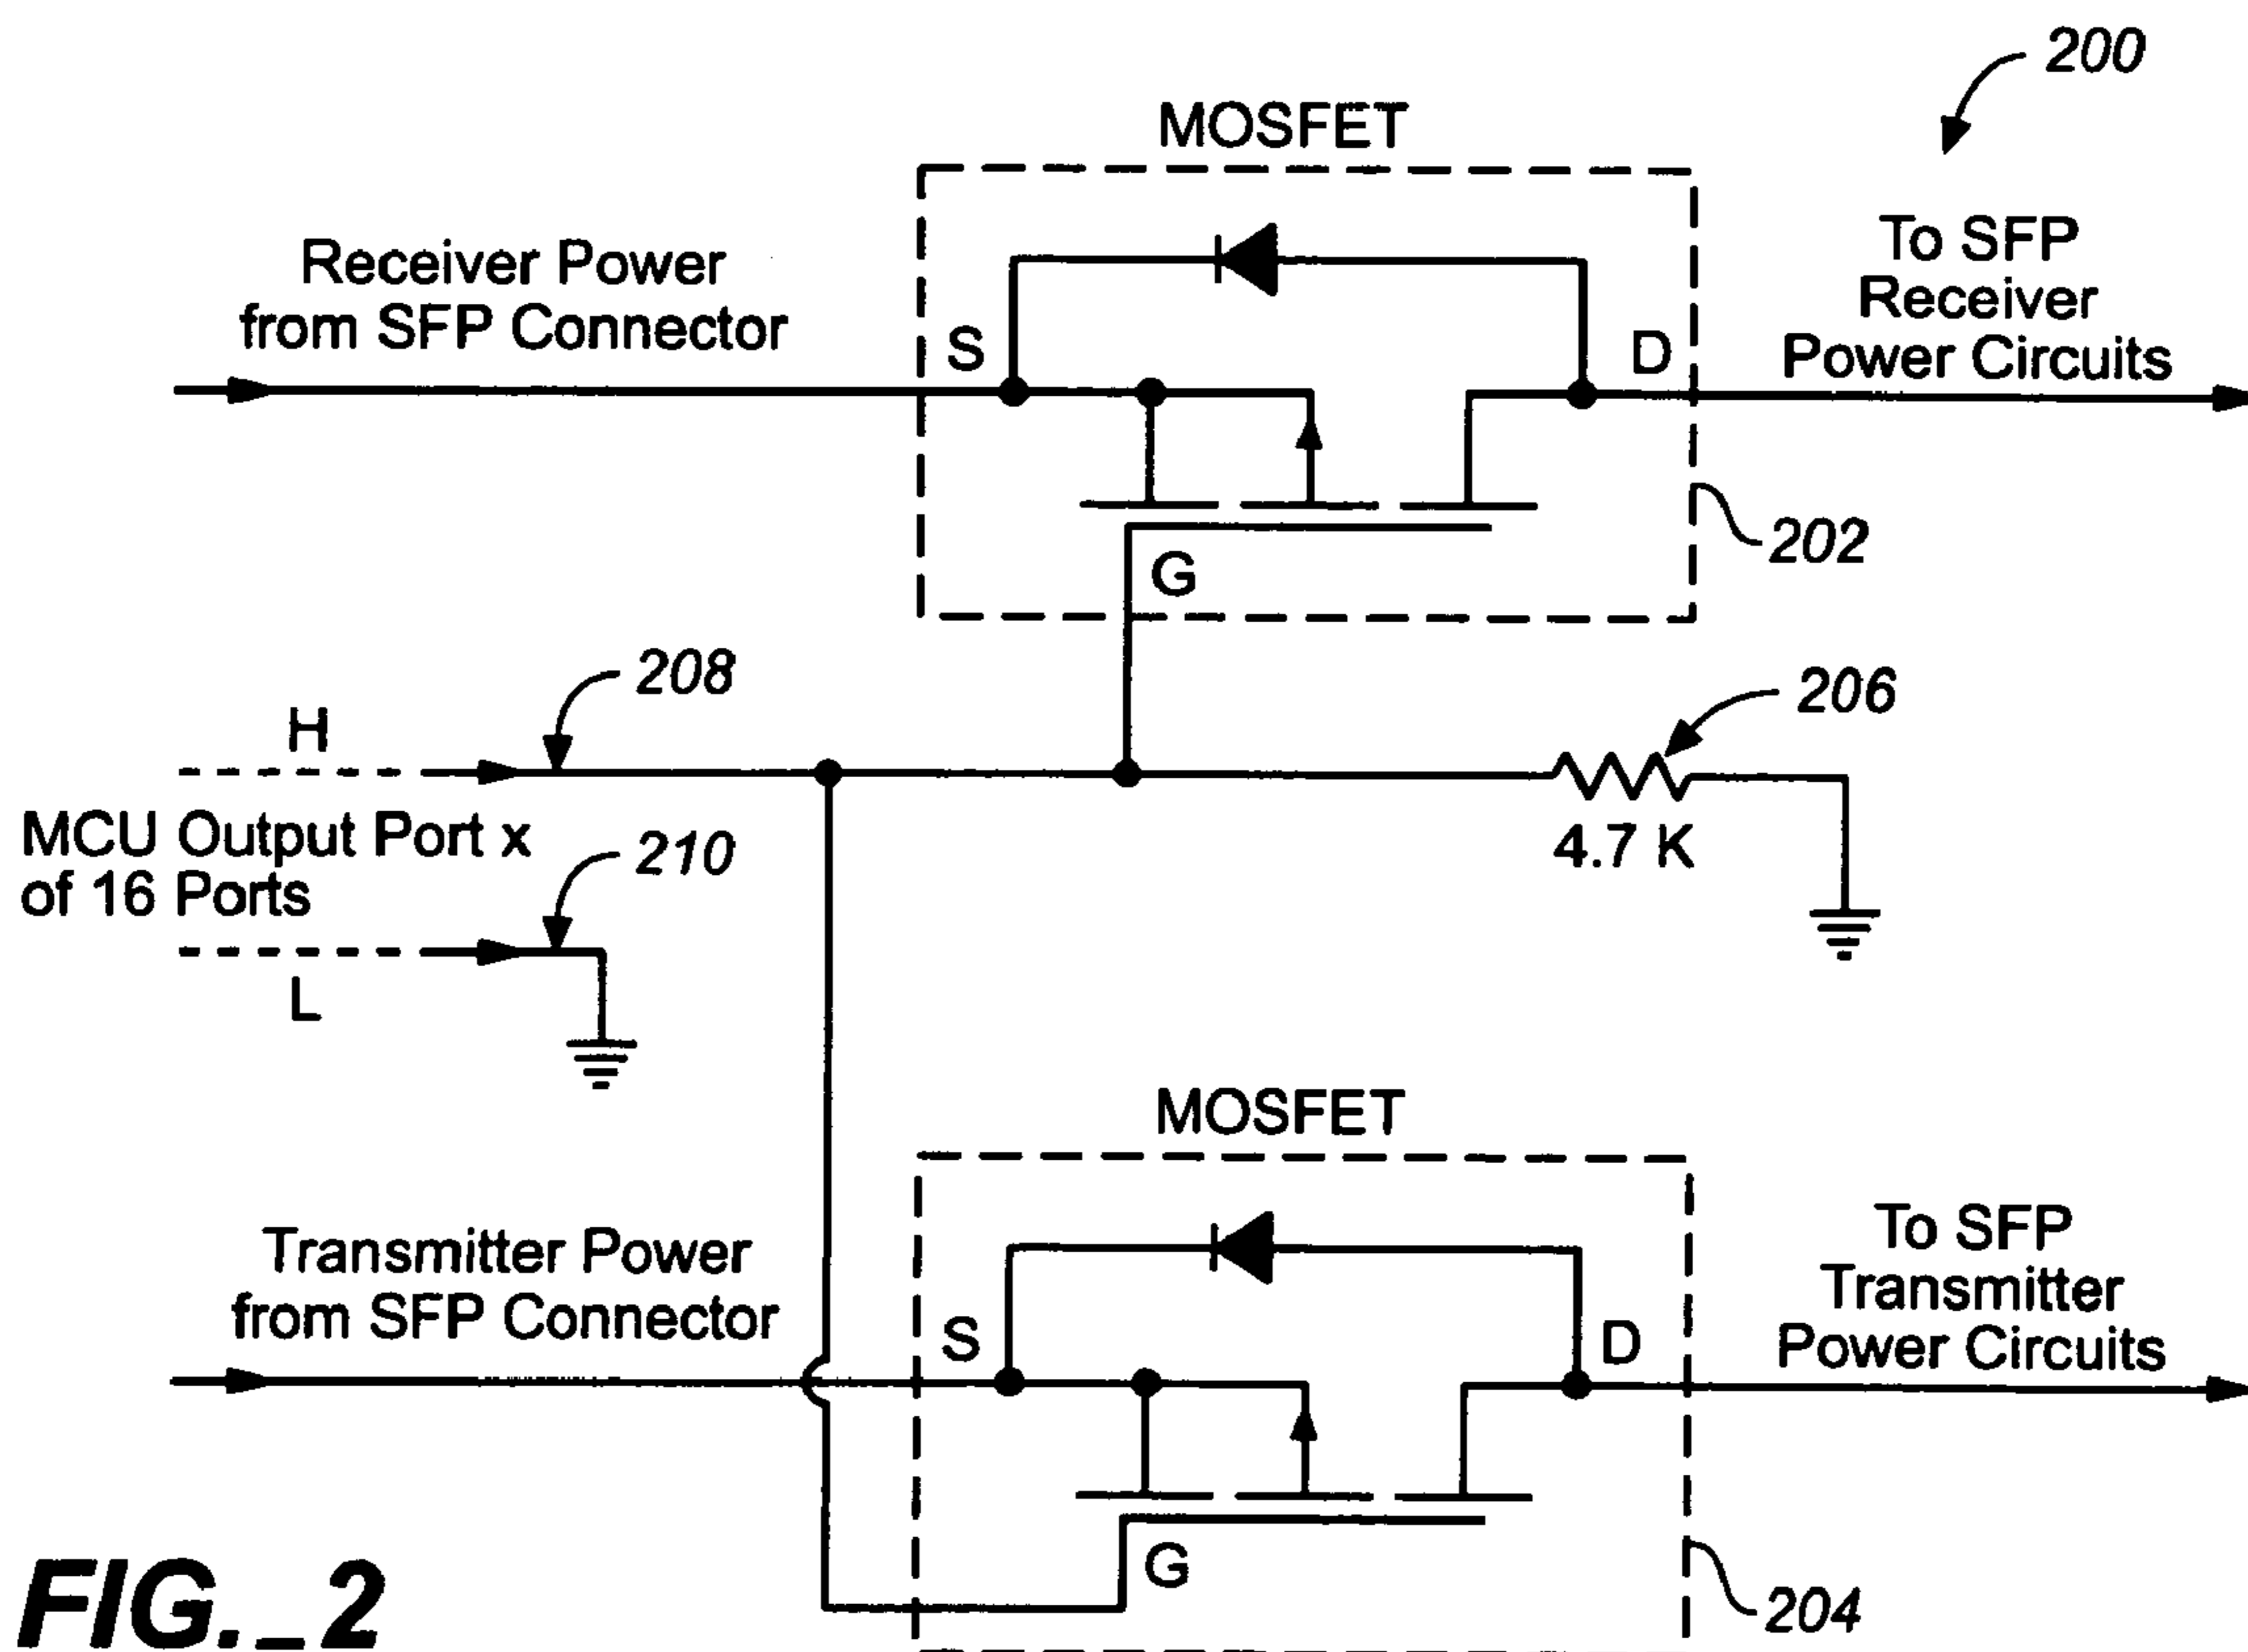 200
MOSFET
Receiver Power
from SFP Connector
To SFP
Receiver
Power Circuits
S
D
G
202
208
H
206
MCU Output Port x
of 16 Ports
210
4.7 K
L
MOSFET
Transmitter Power
from SFP Connector
To SFP
Transmitter
Power Circuits
S
D
G
204
FIG._2